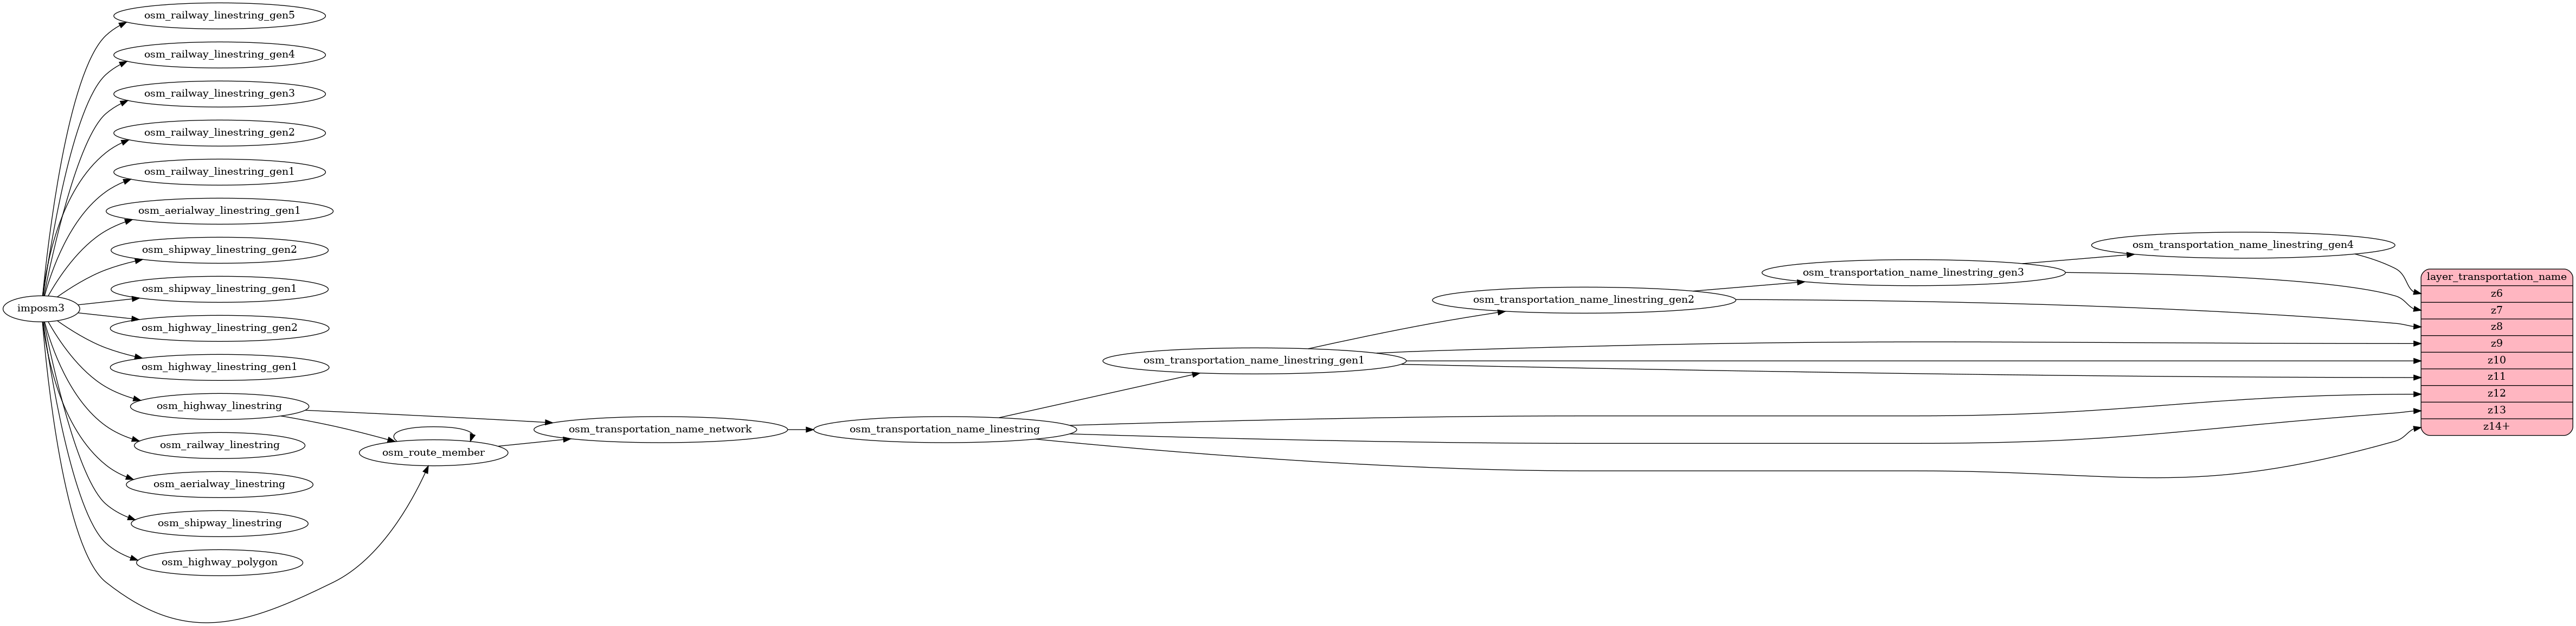 osm_railway_linestring_gen5
osm_railway_linestring_gen4
osm_railway_linestring_gen3
osm_railway_linestring_gen2
osm_railway_linestring_gen1
osm_aerialway_linestring_gen1
osm_shipway_linestring_gen2
osm_shipway_linestring_gen1
imposm3
osm_highway_linestring_gen2
osm_highway_linestring_gen1
osm_highway_linestring
osm_railway_linestring
osm_aerialway_linestring
osm_shipway_linestring
osm_highway_polygon
osm_route_member
osm_transportation_name_network
osm_transportation_name_linestring
osm_transportation_name_linestring_gen1
osm_transportation_name_linestring_gen2
osm_transportation_name_linestring_gen3
osm_transportation_name_linestring_gen4
layer_transportation_name
z6
z7
z8
z9
z10
z11
z12
z13
z14+